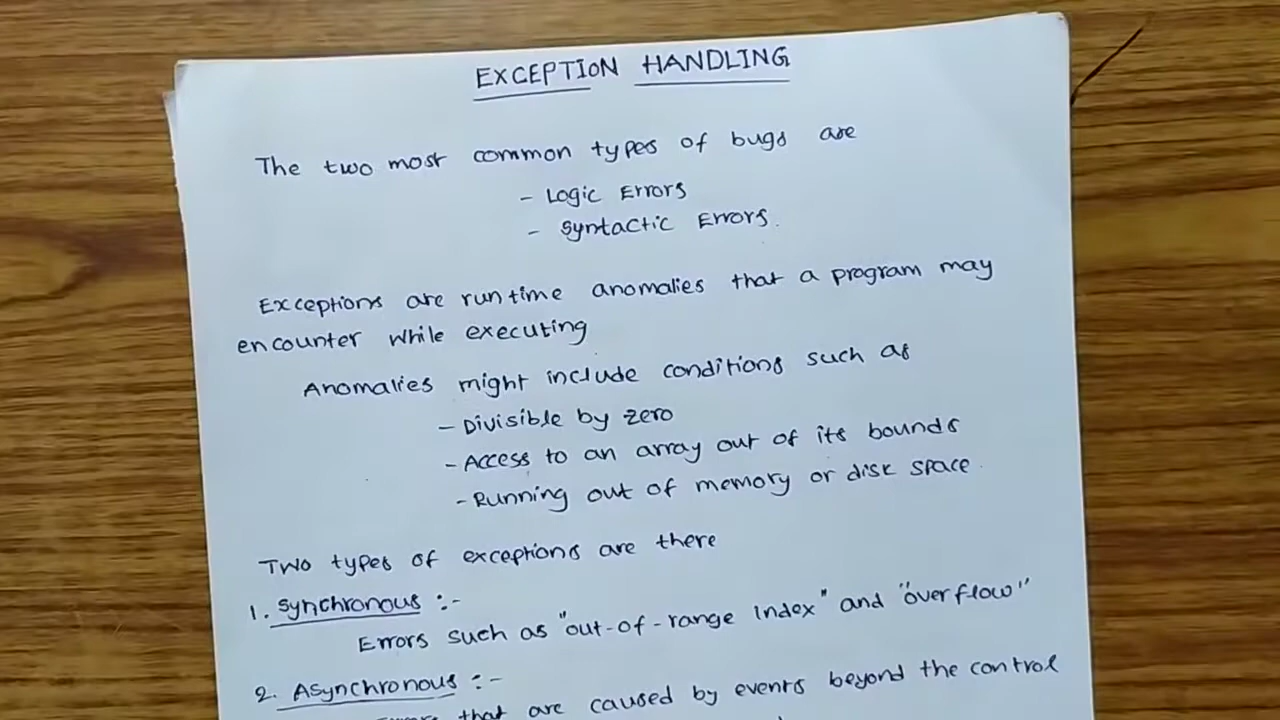 EXCEPTION HANDLING
The two most common types of bugs are
- Logic Errors
- Syntactic Errors.
Exceptions are runtime anomalies that a program may
encounter while executing
Anomalies might include conditions such as
- Divisible by zero
- Access to an array out of its bounds
- Running out of memory or disk space.
Two types of exceptions are there
1. Synchronous :-
Errors such as "out-of-range index" and "overflow"
2. Asynchronous :-
that are caused by events beyond the control